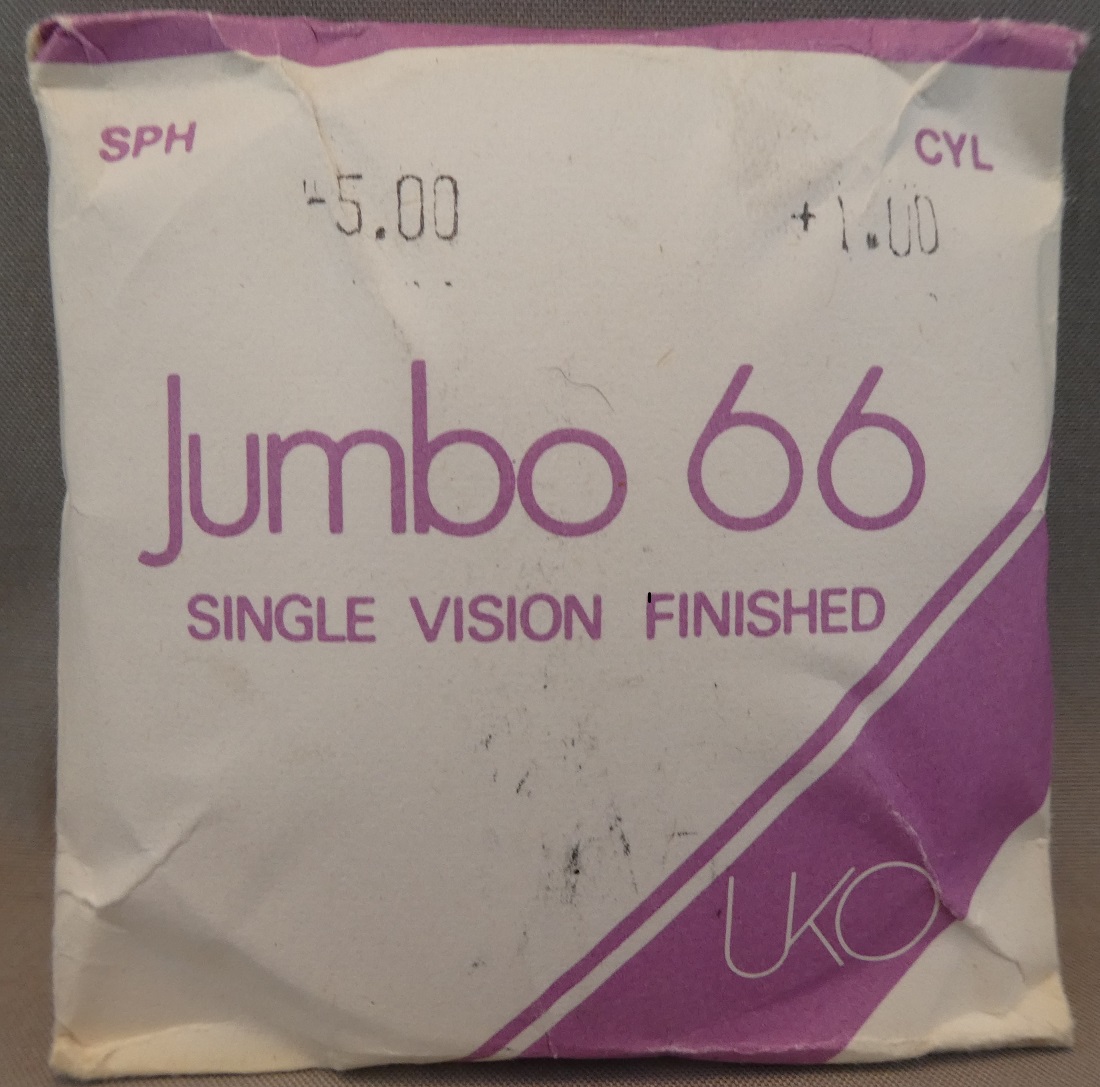 SPH CYL
-5.00 +1.00
Jumbo 66
SINGLE VISION FINISHED
UKO